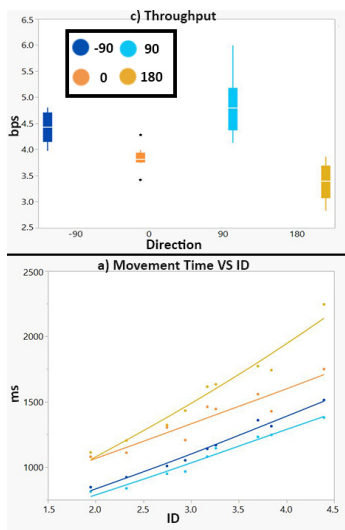 c) Throughput
6.5
6.0
5.5
5.0
4.5
4.0
3.5
3.0
2.5
bps
-90 90
0 180
-90 0 90 180
Direction
a) Movement Time VS ID
2500
2000
1500
1000
ms
1.5 2.0 2.5 3.0 3.5 4.0 4.5
ID